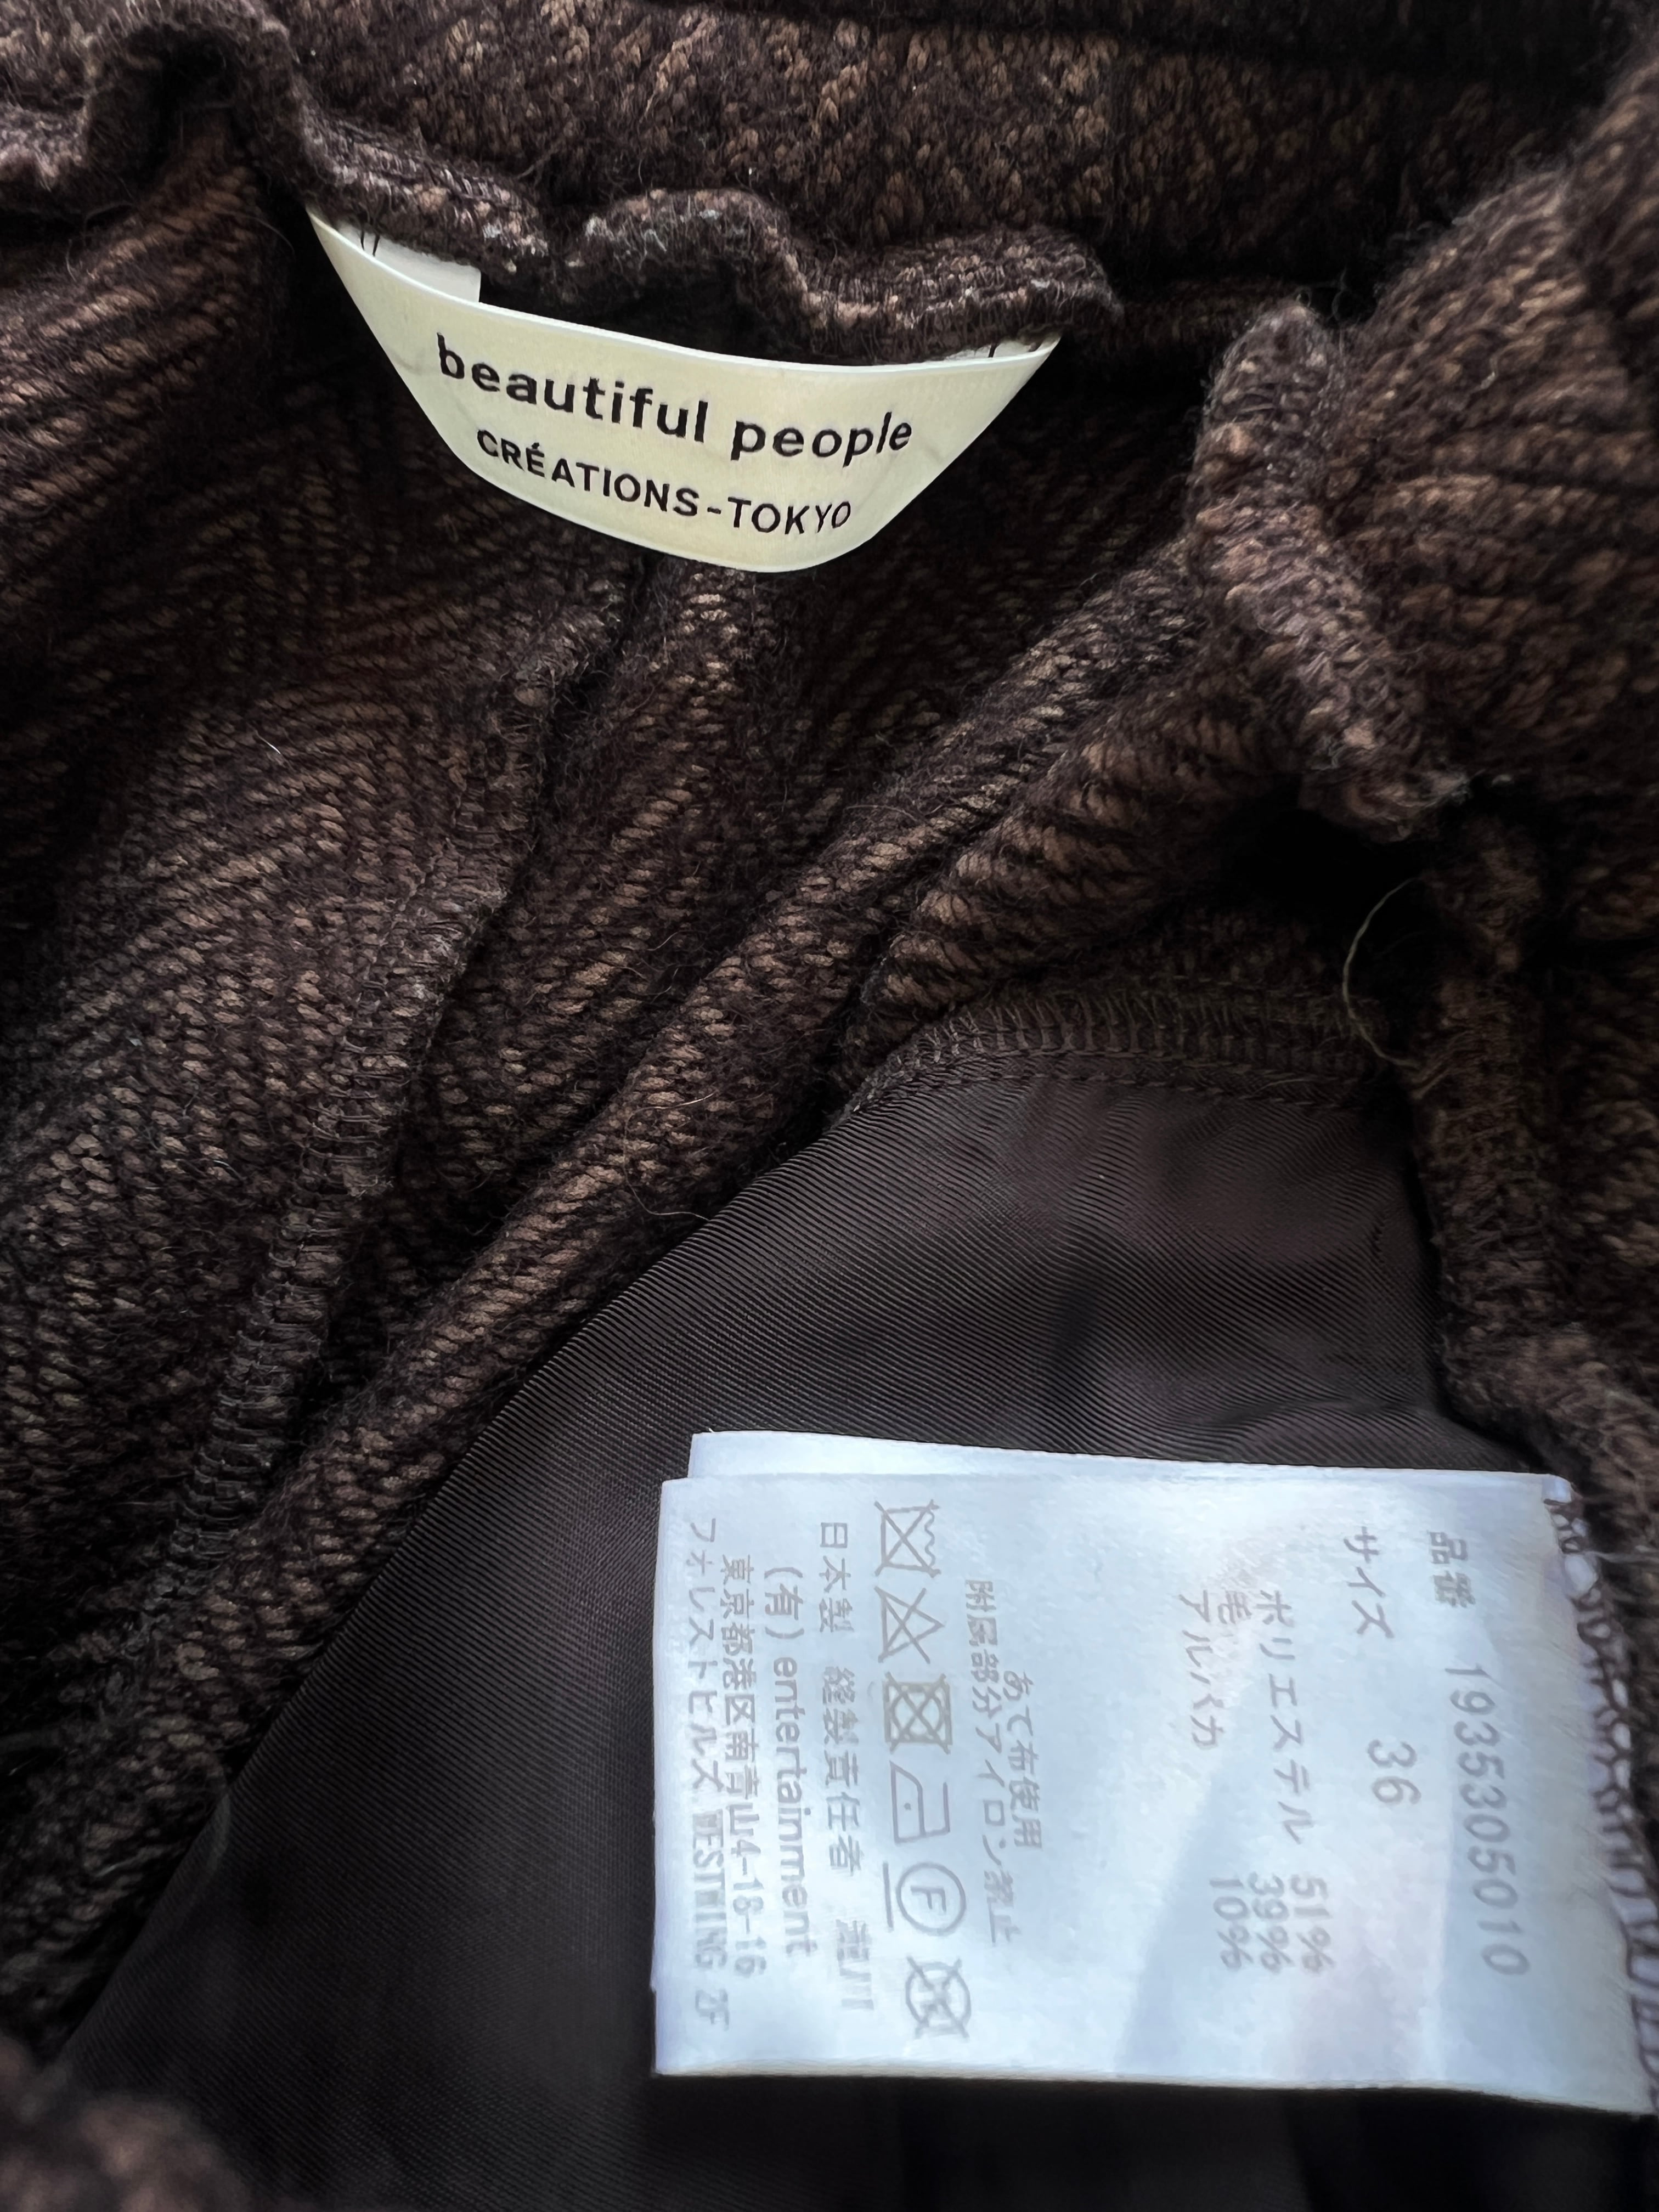 beautiful people
CRÉATIONS-TOKYO
品番 1935305010
サイズ 36
ポリエステル 51%
毛 39%
アルパカ 10%
あて布使用
附属部分アイロン禁止
F
日本製 縫製責任者 瀧川
(有) entertainment
東京都港区南青山4-18-16
フォレストヒルズ WESTWING 2F